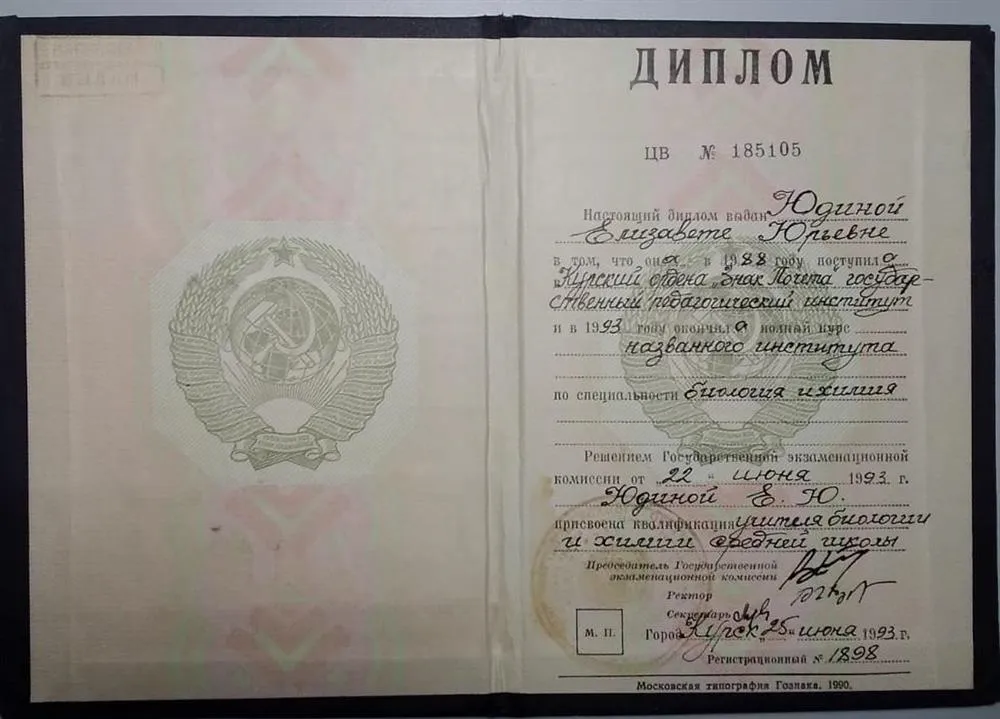 ДИПЛОМ
ЦВ № 185105
Настоящий диплом выдан Юдиной
Елизавете Юрьевне
в том, что она в 1988 году поступила
в Курский ордена „Знак Почета" государ-
ственный педагогический институт
и в 1993 году окончила полный курс
названного института
по специальности биология и химия
Решением Государственной экзаменационной
комиссии от „22" июня 1993 г.
Юдиной Е. Ю.
присвоена квалификация учителя биологии
и химии средней школы
Председатель Государственной
экзаменационной комиссии
Ректор
Секретарь
М. П.
Город Курск „25" июня 1993 г.
Регистрационный № 1898
Московская типография Гознака. 1990.